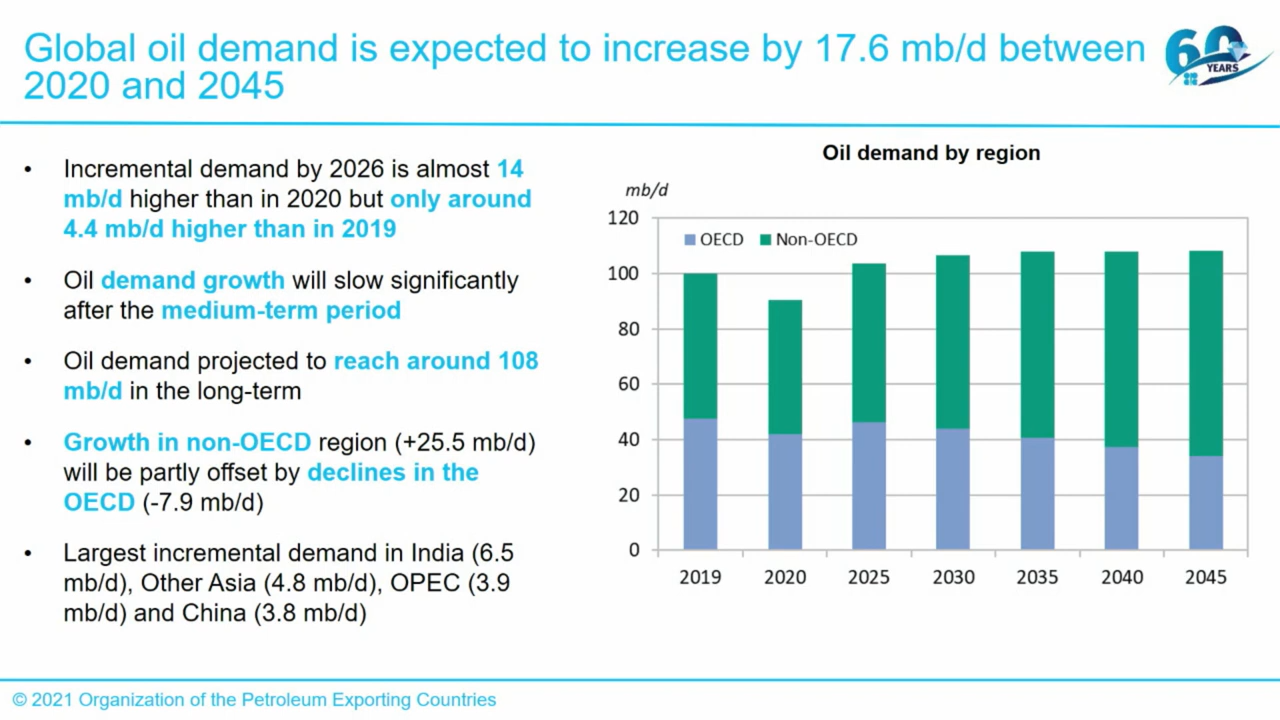 Global oil demand is expected to increase by 17.6 mb/d between
2020 and 2045
60
YEARS
• Incremental demand by 2026 is almost 14
mb/d higher than in 2020 but only around
4.4 mb/d higher than in 2019
• Oil demand growth will slow significantly
after the medium-term period
• Oil demand projected to reach around 108
mb/d in the long-term
• Growth in non-OECD region (+25.5 mb/d)
will be partly offset by declines in the
OECD (-7.9 mb/d)
• Largest incremental demand in India (6.5
mb/d), Other Asia (4.8 mb/d), OPEC (3.9
mb/d) and China (3.8 mb/d)
Oil demand by region
mb/d
120
OECD Non-OECD
100
80
60
40
20
0
2019 2020 2025 2030 2035 2040 2045
© 2021 Organization of the Petroleum Exporting Countries